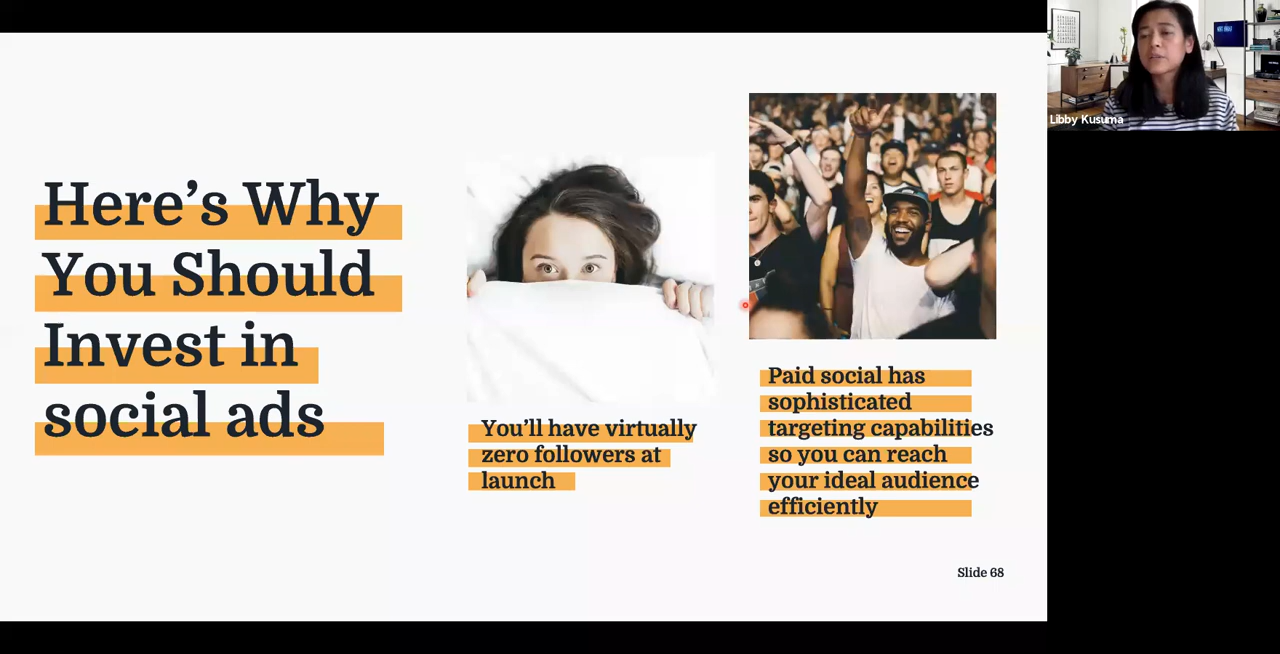 Here's Why
You Should
Invest in
social ads
You'll have virtually
zero followers at
launch
Paid social has
sophisticated
targeting capabilities
so you can reach
your ideal audience
efficiently
Slide 68
Libby Kusuma